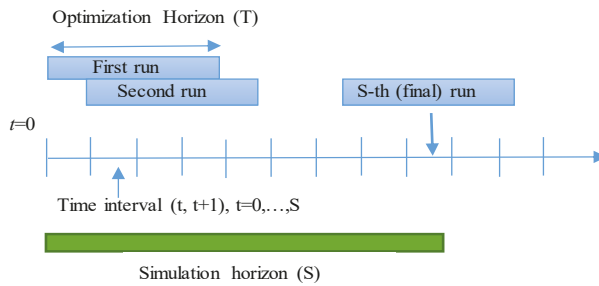 Optimization Horizon (T)
First run
Second run
S-th (final) run
t=0
Time interval (t, t+1), t=0,…,S
Simulation horizon (S)